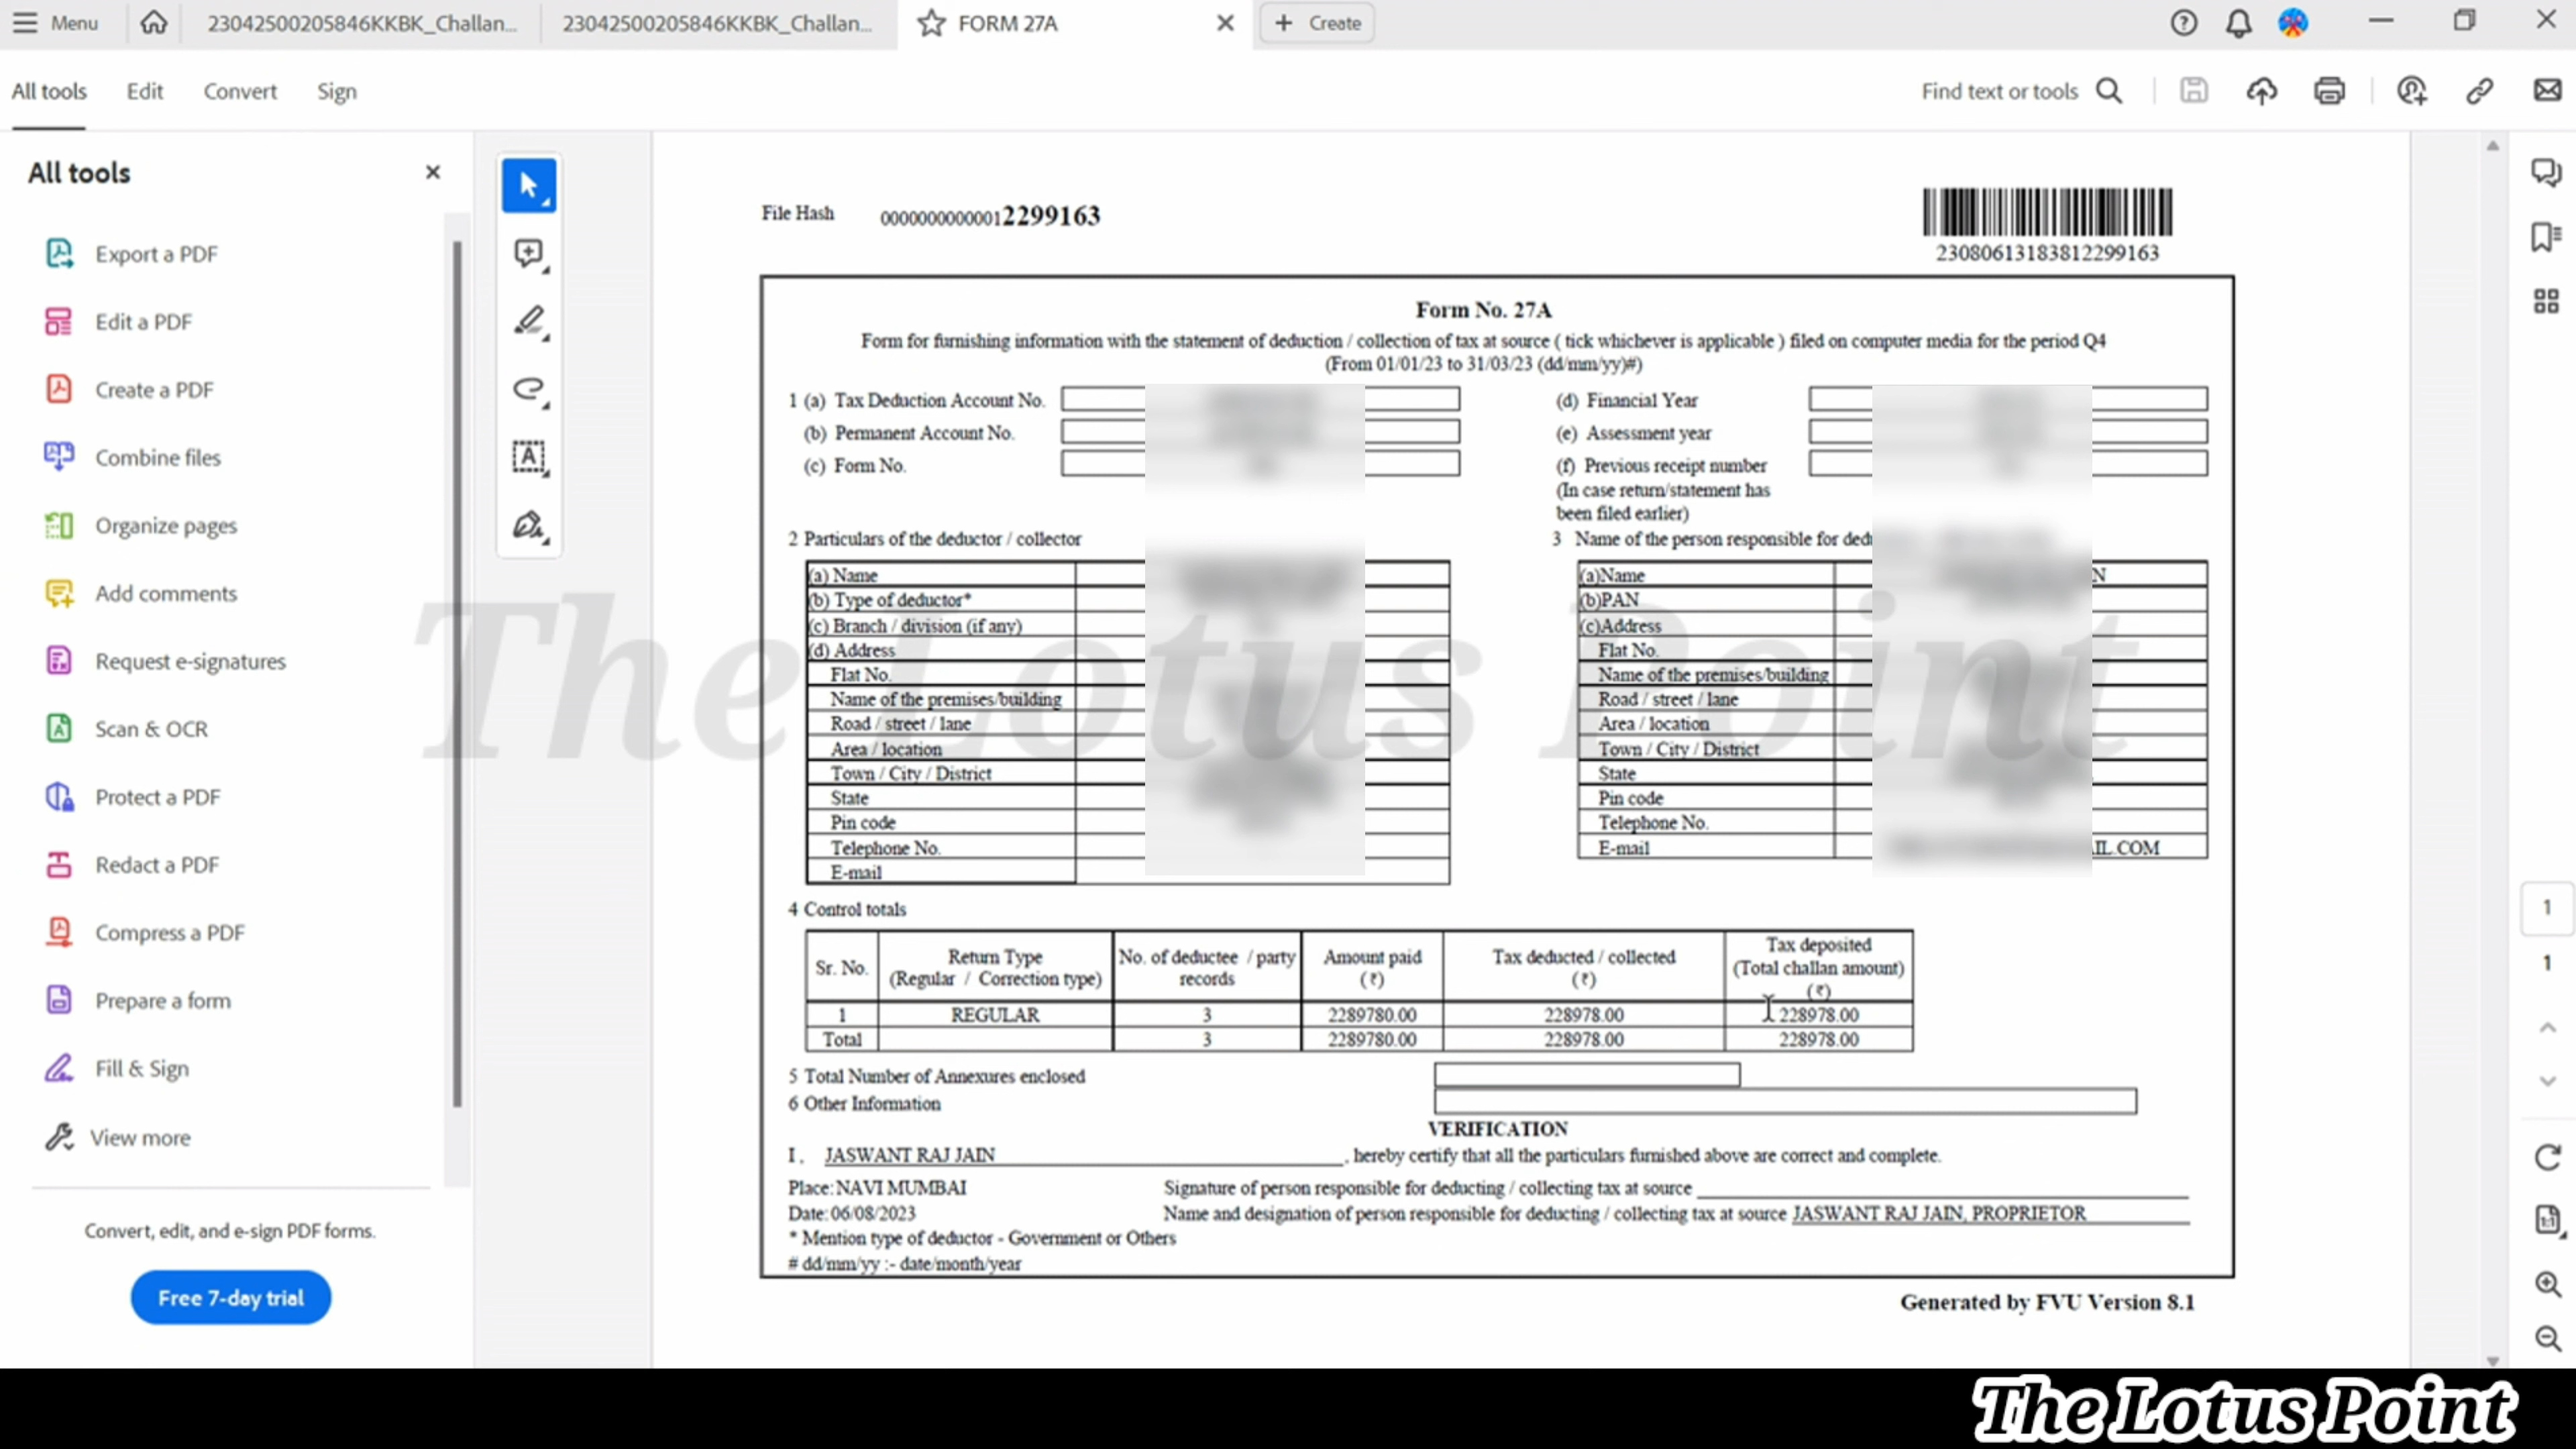 Menu
23042500205846KKBK_Challan...
23042500205846KKBK_Challan...
FORM 27A
Create
All tools
Edit
Convert
Sign
Find text or tools
All tools
Export a PDF
Edit a PDF
Create a PDF
Combine files
Organize pages
Add comments
Request e-signatures
Scan & OCR
Protect a PDF
Redact a PDF
Compress a PDF
Prepare a form
Fill & Sign
View more
Convert, edit, and e-sign PDF forms.
Free 7-day trial
File Hash 0000000000012299163
23080613183812299163
Form No. 27A
Form for furnishing information with the statement of deduction / collection of tax at source ( tick whichever is applicable ) filed on computer media for the period Q4
(From 01/01/23 to 31/03/23 (dd/mm/yy)#)
1 (a) Tax Deduction Account No.
(b) Permanent Account No.
(c) Form No.
(d) Financial Year
(e) Assessment year
(f) Previous receipt number
(In case return/statement has
been filed earlier)
2 Particulars of the deductor / collector
(a) Name
(b) Type of deductor*
(c) Branch / division (if any)
(d) Address
Flat No.
Name of the premises/building
Road / street / lane
Area / location
Town / City / District
State
Pin code
Telephone No.
E-mail
3 Name of the person responsible for
(a)Name N
(b)PAN
(c)Address
Flat No.
Name of the premises/building
Road / street / lane
Area / location
Town / City / District
State
Pin code
Telephone No.
E-mail IL.COM
The Lotus Point
4 Control totals
Sr. No. Return Type (Regular / Correction type) No. of deductee / party records Amount paid (₹) Tax deducted / collected (₹) Tax deposited (Total challan amount) (₹)
1 REGULAR 3 2289780.00 228978.00 228978.00
Total 3 2289780.00 228978.00 228978.00
5 Total Number of Annexures enclosed
6 Other Information
VERIFICATION
I , JASWANT RAJ JAIN , hereby certify that all the particulars furnished above are correct and complete.
Place: NAVI MUMBAI Signature of person responsible for deducting / collecting tax at source
Date: 06/08/2023 Name and designation of person responsible for deducting / collecting tax at source JASWANT RAJ JAIN, PROPRIETOR
* Mention type of deductor - Government or Others
# dd/mm/yy :- date/month/year
Generated by FVU Version 8.1
1
1
The Lotus Point